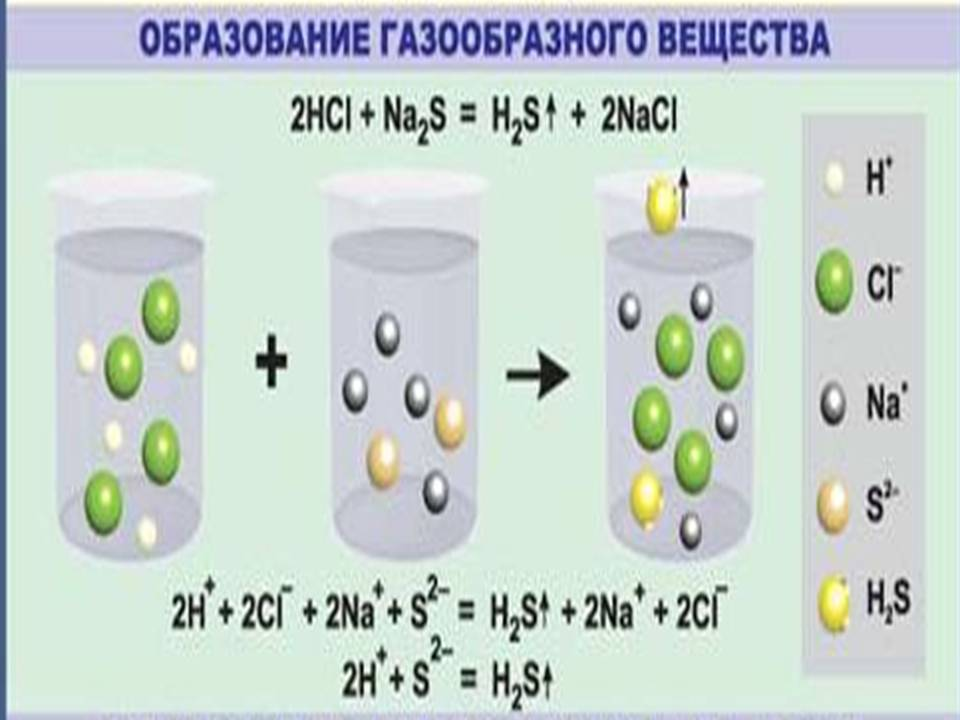 ОБРАЗОВАНИЕ ГАЗООБРАЗНОГО ВЕЩЕСТВА
2HCl + Na₂S = H₂S↑ + 2NaCl
H⁺
Cl⁻
Na⁺
S²⁻
H₂S
+ →
2H⁺ + 2Cl⁻ + 2Na⁺ + S²⁻ = H₂S↑ + 2Na⁺ + 2Cl⁻
2H⁺ + S²⁻ = H₂S↑